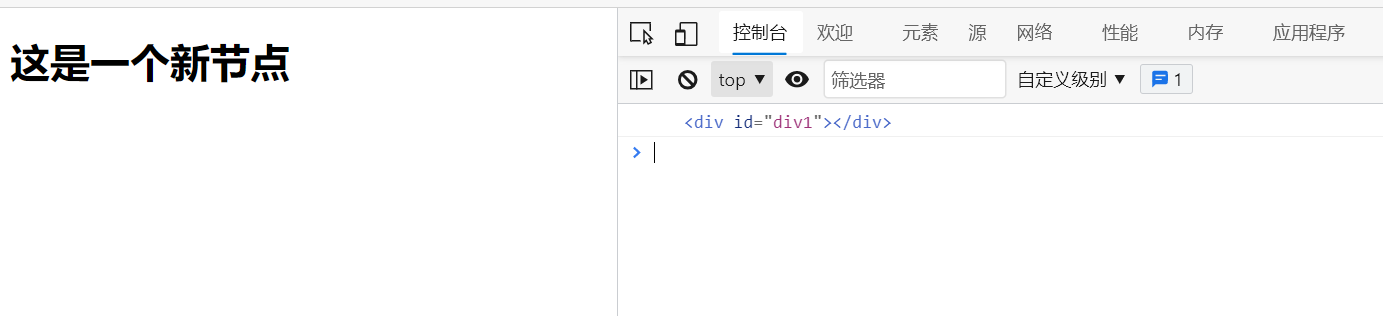 这是一个新节点
控制台 欢迎 元素 源 网络 性能 内存 应用程序
top ▼ 筛选器 自定义级别 ▼ 1
<div id="div1"></div>
>